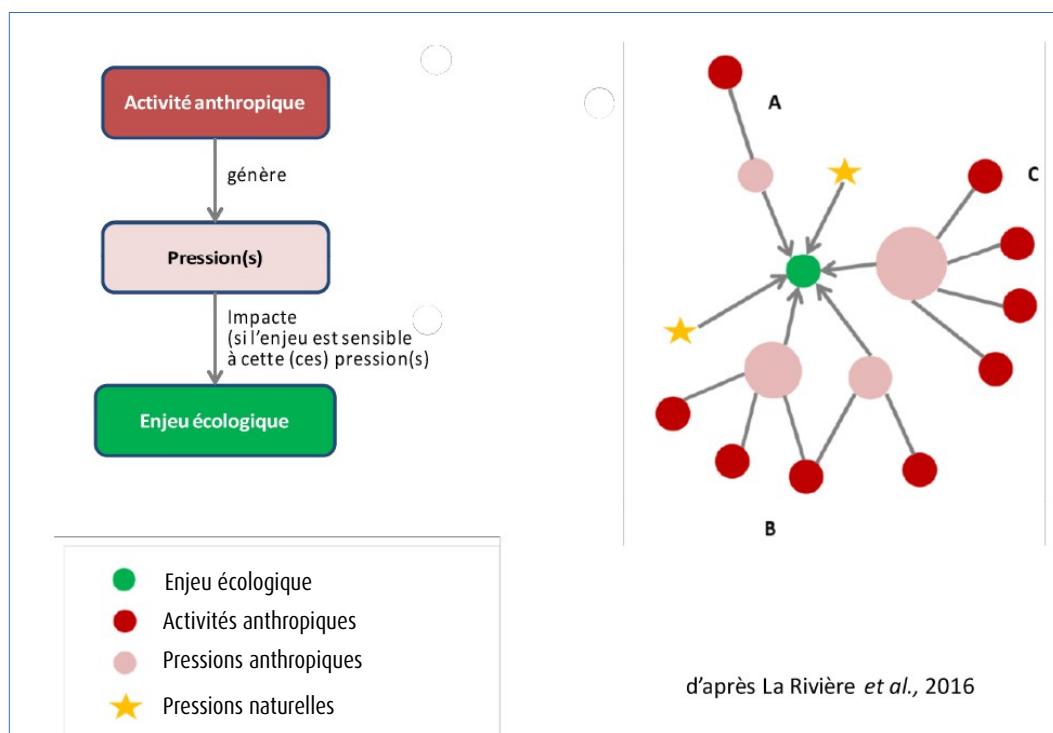 Activité anthropique
génère
Pression(s)
Impacte
(si l'enjeu est sensible
à cette (ces) pression(s)
Enjeu écologique
A
C
B
Enjeu écologique
Activités anthropiques
Pressions anthropiques
Pressions naturelles
d'après La Rivière et al., 2016